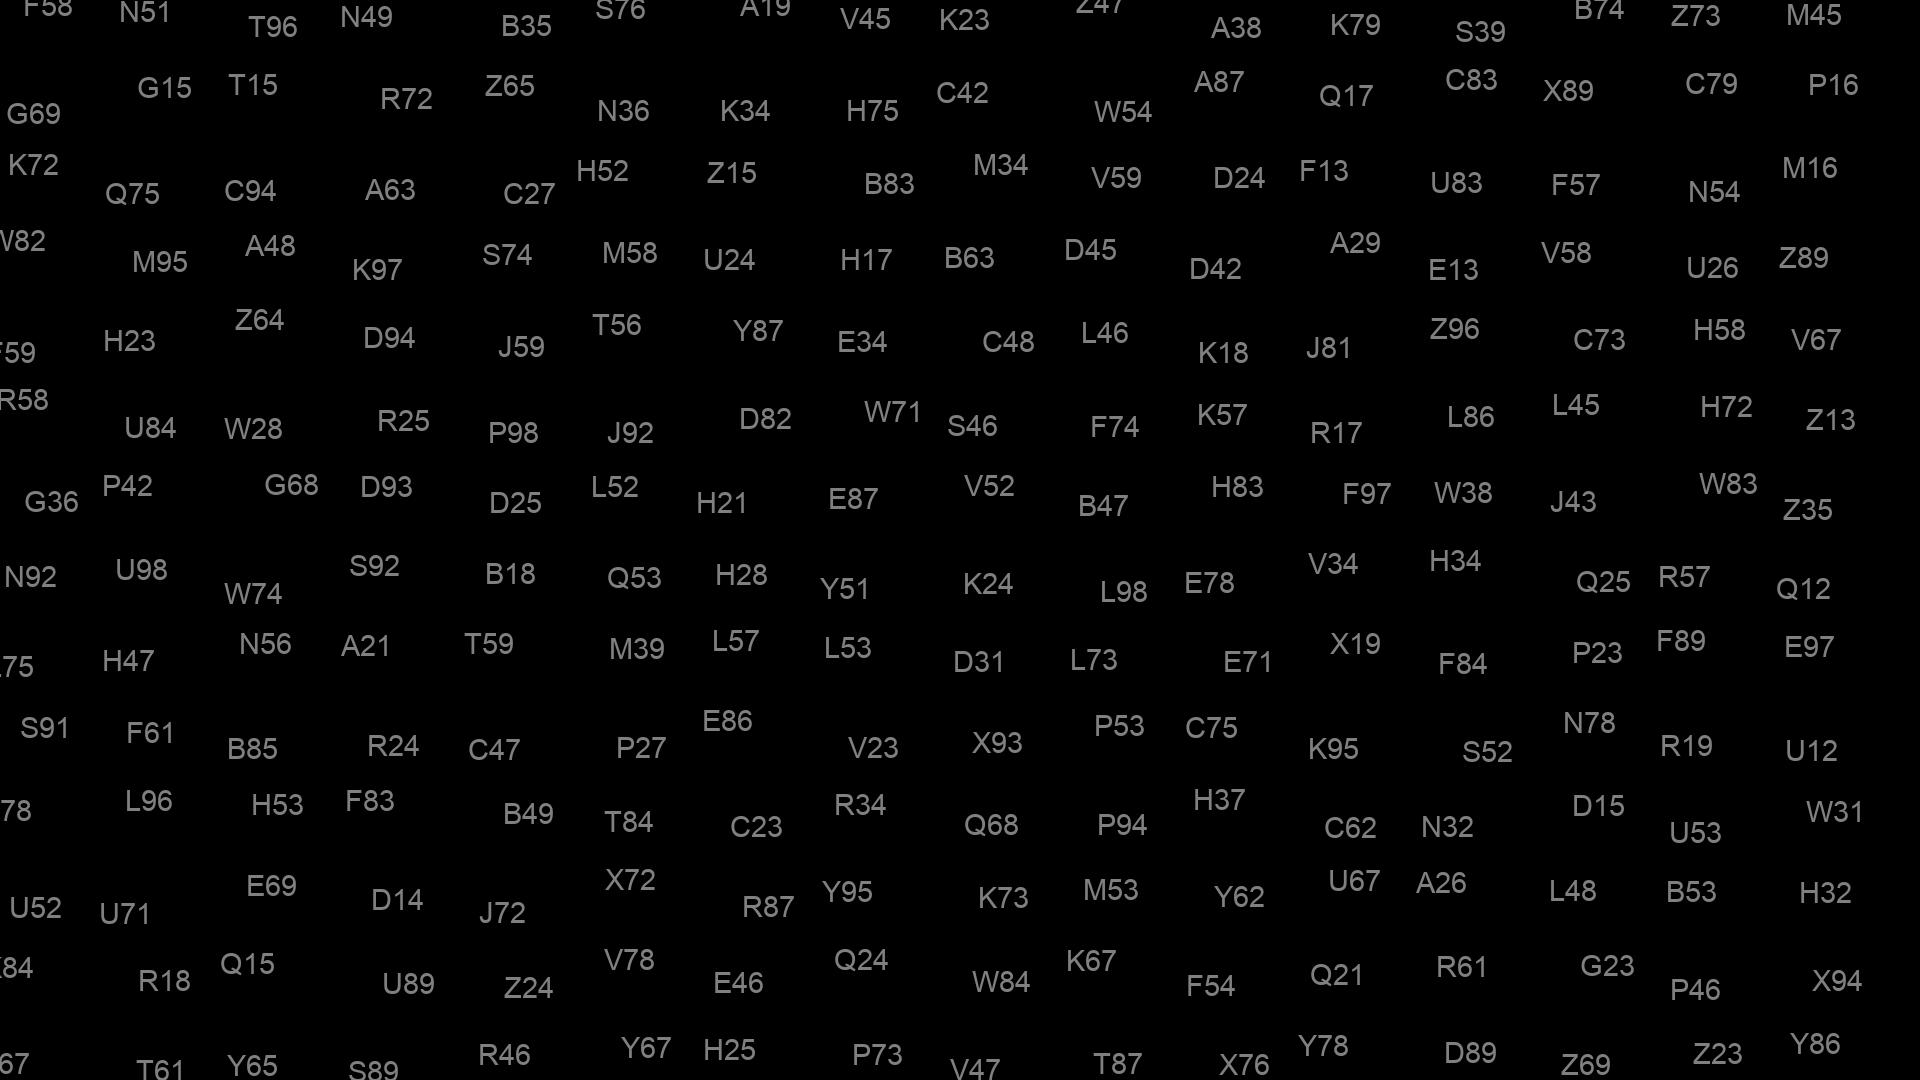 F58 N51 T96 N49 B35 S76 A19 V45 K23 Z47 A38 K79 S39 B74 Z73 M45
G69 G15 T15 R72 Z65 N36 K34 H75 C42 W54 A87 Q17 C83 X89 C79 P16
K72 Q75 C94 A63 C27 H52 Z15 B83 M34 V59 D24 F13 U83 F57 N54 M16
W82 M95 A48 K97 S74 M58 U24 H17 B63 D45 D42 A29 E13 V58 U26 Z89
59 H23 Z64 D94 J59 T56 Y87 E34 C48 L46 K18 J81 Z96 C73 H58 V67
R58 U84 W28 R25 P98 J92 D82 W71 S46 F74 K57 R17 L86 L45 H72 Z13
G36 P42 G68 D93 D25 L52 H21 E87 V52 B47 H83 F97 W38 J43 W83 Z35
N92 U98 W74 S92 B18 Q53 H28 Y51 K24 L98 E78 V34 H34 Q25 R57 Q12
75 H47 N56 A21 T59 M39 L57 L53 D31 L73 E71 X19 F84 P23 F89 E97
S91 F61 B85 R24 C47 P27 E86 V23 X93 P53 C75 K95 S52 N78 R19 U12
78 L96 H53 F83 B49 T84 C23 R34 Q68 P94 H37 C62 N32 D15 U53 W31
U52 U71 E69 D14 J72 X72 R87 Y95 K73 M53 Y62 U67 A26 L48 B53 H32
84 R18 Q15 U89 Z24 V78 E46 Q24 W84 K67 F54 Q21 R61 G23 P46 X94
67 T61 Y65 S89 R46 Y67 H25 P73 V47 T87 X76 Y78 D89 Z69 Z23 Y86